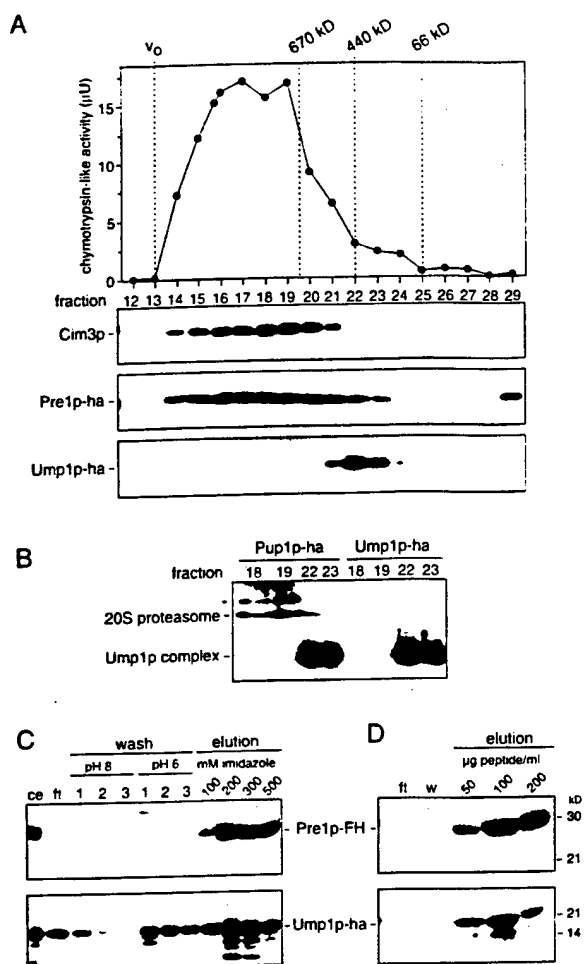 A
V₀ 670 kD 440 kD 66 kD
chymotrypsin-like activity (μU)
15
10
5
0
fraction 12 13 14 15 16 17 18 19 20 21 22 23 24 25 26 27 28 29
Cim3p
Pre1p-ha
Ump1p-ha
B
Pup1p-ha Ump1p-ha
fraction 18 19 22 23 18 19 22 23
20S proteasome
Ump1p complex
C
wash elution
pH 8 pH 6 mM imidazole
ce ft 1 2 3 1 2 3 100 200 300 500
Pre1p-FH
Ump1p-ha
D
elution
μg peptide/ml
ft w 50 100 200 kD
30
21
21
14